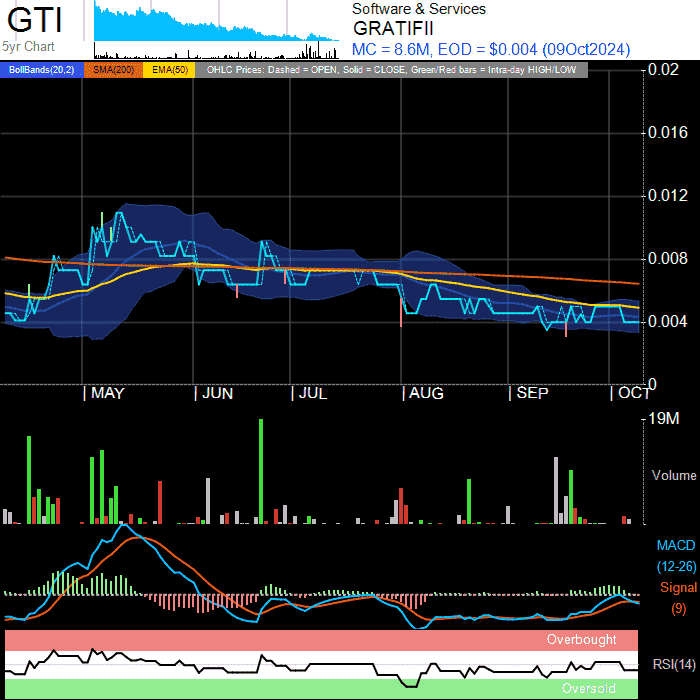 GTI
5yr Chart
Software & Services
GRATIFII
MC = 8.6M, EOD = $0.004 (09Oct2024)
BollBands(20,2) SMA(200) EMA(50) OHLC Prices: Dashed = OPEN, Solid = CLOSE, Green/Red bars = Intra-day HIGH/LOW
0.02
0.016
0.012
0.008
0.004
0
MAY JUN JUL AUG SEP OCT
19M
Volume
MACD
(12-26)
Signal
(9)
Overbought
RSI(14)
Oversold